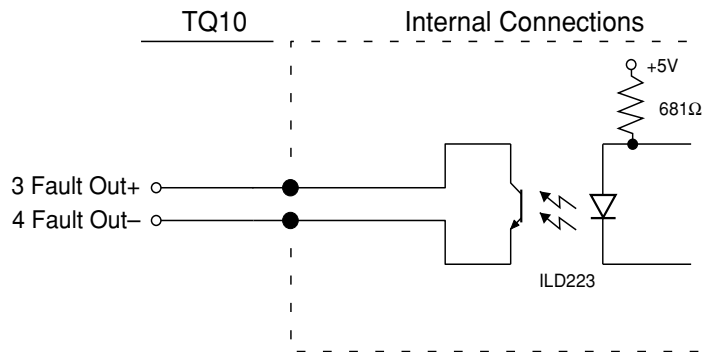 TQ10
Internal Connections
+5V
681Ω
3 Fault Out+
4 Fault Out–
ILD223